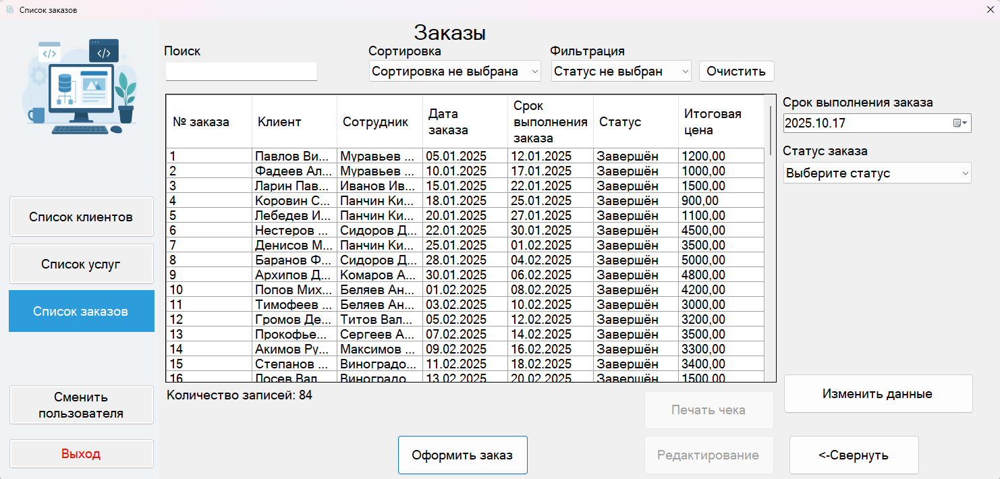 Список заказов
Заказы
Поиск
Сортировка
Фильтрация
Сортировка не выбрана
Статус не выбран
Очистить
</>
</>
№ заказа Клиент Сотрудник Дата заказа Срок выполнения заказа Статус Итоговая цена
1 Павлов Ви... Муравьев ... 05.01.2025 12.01.2025 Завершён 1200,00
2 Фадеев Ал... Муравьев ... 10.01.2025 17.01.2025 Завершён 1000,00
3 Ларин Пав... Иванов Ив... 15.01.2025 22.01.2025 Завершён 1500,00
4 Коровин С... Панчин Ки... 18.01.2025 25.01.2025 Завершён 900,00
5 Лебедев И... Панчин Ки... 20.01.2025 27.01.2025 Завершён 1100,00
6 Нестеров ... Сидоров Д... 22.01.2025 30.01.2025 Завершён 4500,00
7 Денисов М... Панчин Ки... 25.01.2025 01.02.2025 Завершён 3500,00
8 Баранов Ф... Сидоров Д... 28.01.2025 04.02.2025 Завершён 5000,00
9 Архипов Д... Комаров А... 30.01.2025 06.02.2025 Завершён 4800,00
10 Попов Мих... Беляев Ан... 01.02.2025 08.02.2025 Завершён 4200,00
11 Тимофеев ... Беляев Ан... 03.02.2025 10.02.2025 Завершён 3000,00
12 Громов Де... Титов Вал... 05.02.2025 12.02.2025 Завершён 3200,00
13 Прокофье... Сергеев А... 07.02.2025 14.02.2025 Завершён 3500,00
14 Акимов Ру... Максимов ... 09.02.2025 16.02.2025 Завершён 3300,00
15 Степанов ... Виноградо... 11.02.2025 18.02.2025 Завершён 3400,00
16 Лосев Вал... Виноградо... 13.02.2025 20.02.2025 Завершён 1500,00
Количество записей: 84
Срок выполнения заказа
2025.10.17
Статус заказа
Выберите статус
Список клиентов
Список услуг
Список заказов
Сменить
пользователя
Выход
Печать чека
Изменить данные
Оформить заказ
Редактирование
<-Свернуть